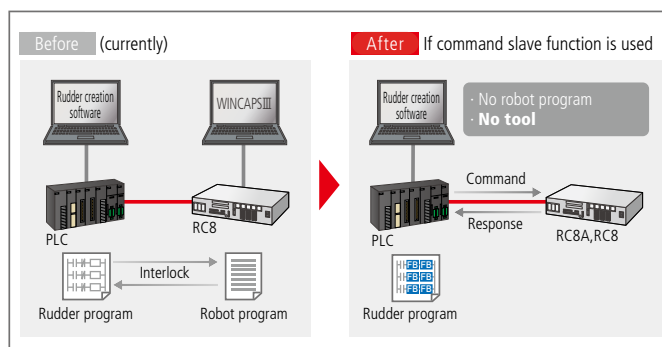 Before (currently)
Rudder creation
software
WINCAPSⅢ
PLC
RC8
Interlock
Rudder program
Robot program
After If command slave function is used
Rudder creation
software
· No robot program
· No tool
Command
Response
PLC
RC8A,RC8
FB FB
FB FB
FB FB
Rudder program